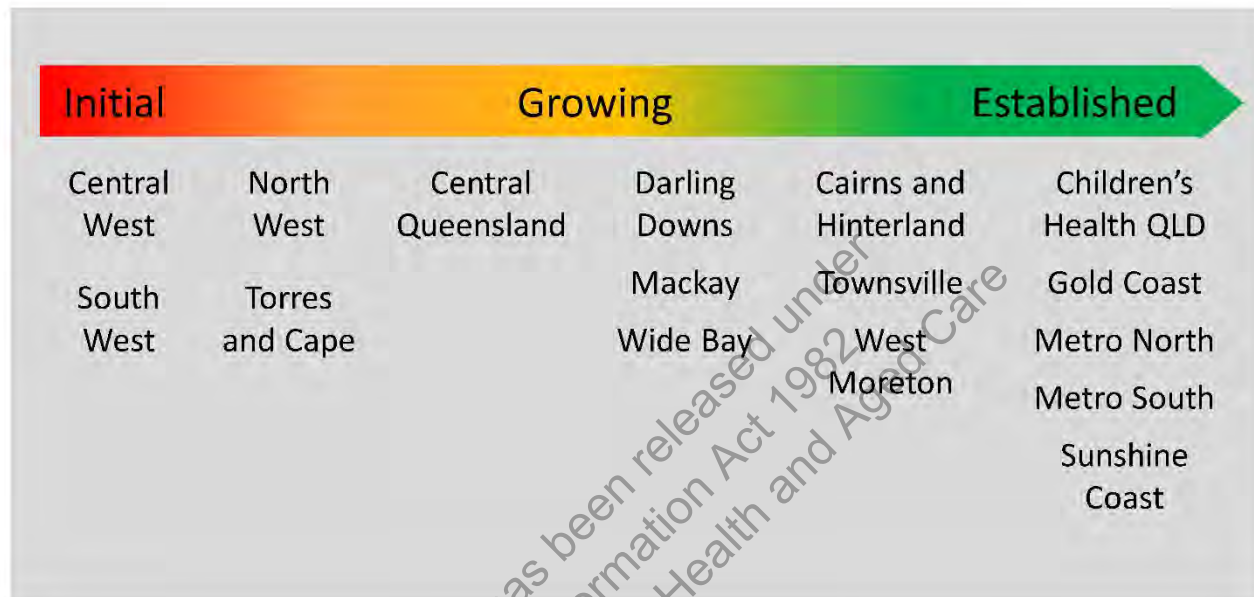 Initial Growing Established
Central
West
South
West
North
West
Torres
and Cape
Central
Queensland
Darling
Downs
Mackay
Wide Bay
Cairns and
Hinterland
Townsville
West
Moreton
Children's
Health QLD
Gold Coast
Metro North
Metro South
Sunshine
Coast
as been released under
ormation Act 1982
Health and Aged Care